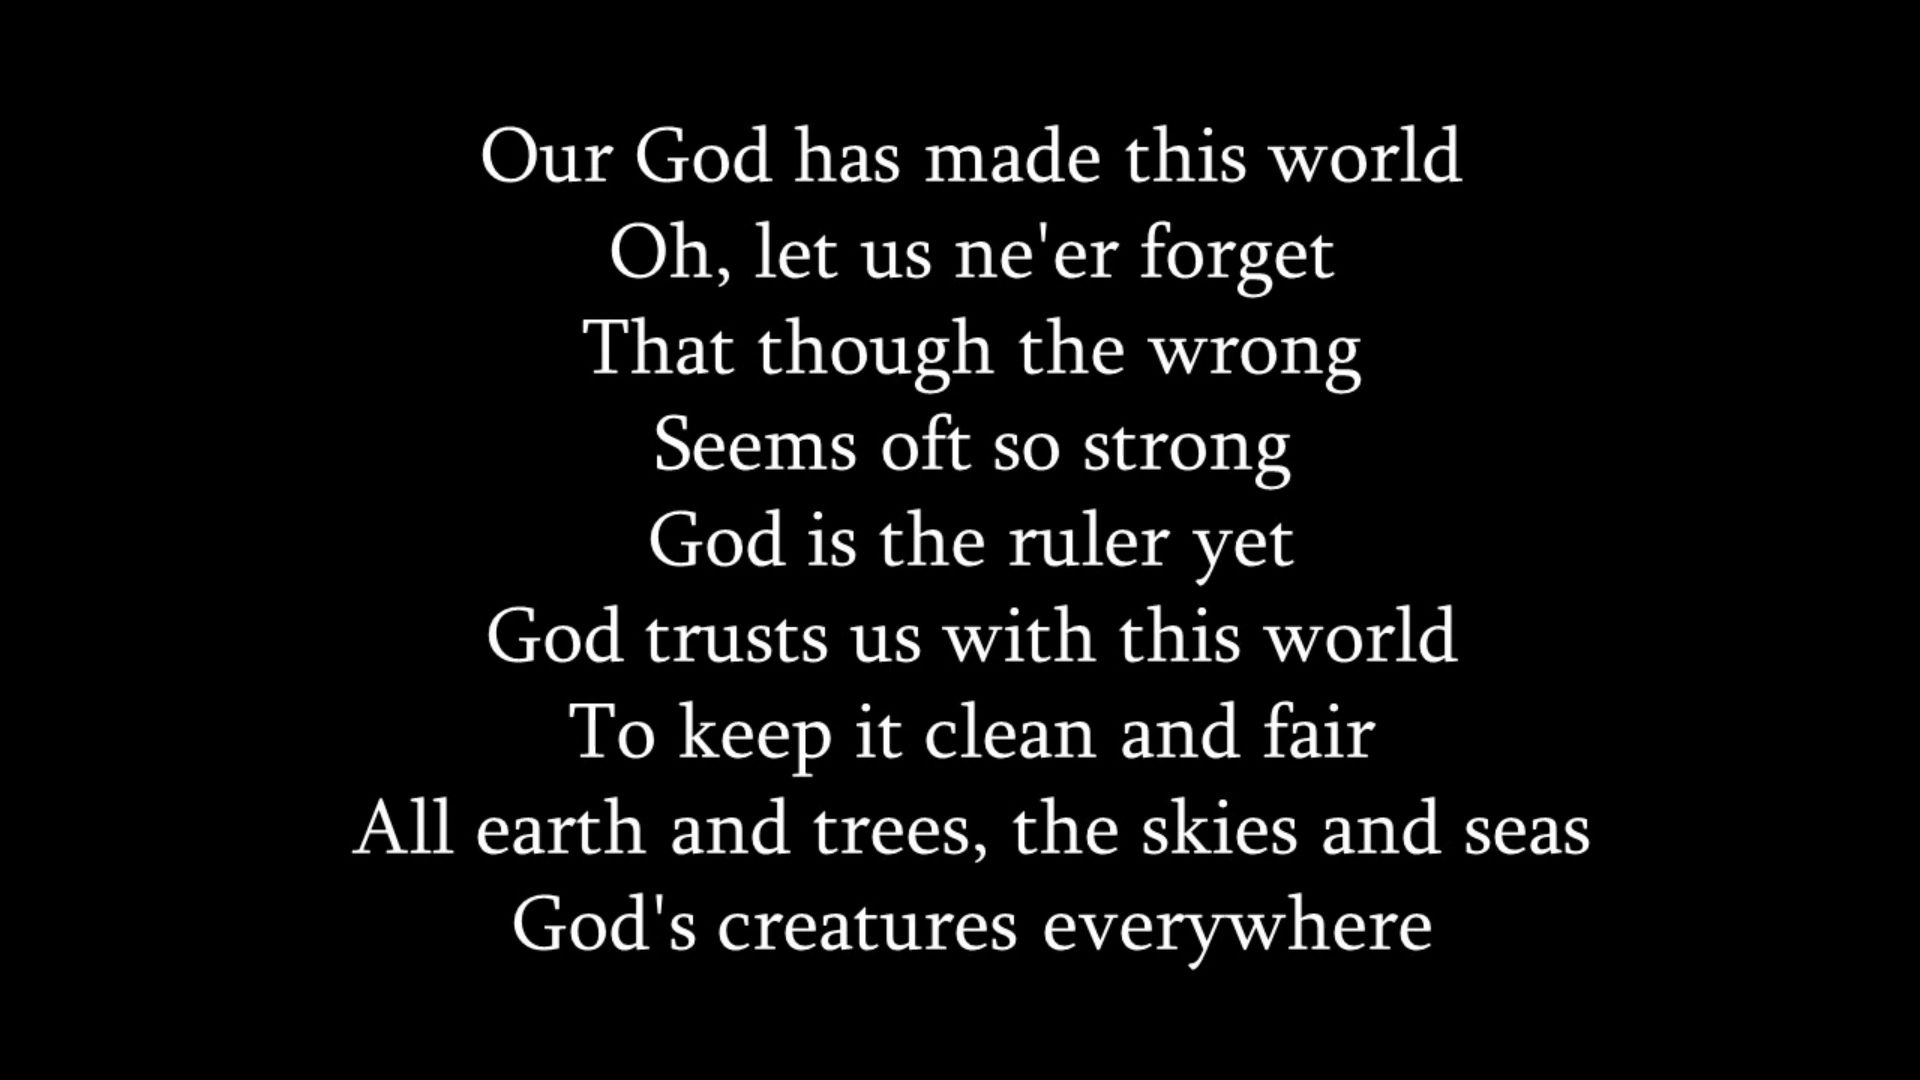 Our God has made this world
Oh, let us ne'er forget
That though the wrong
Seems oft so strong
God is the ruler yet
God trusts us with this world
To keep it clean and fair
All earth and trees, the skies and seas
God's creatures everywhere